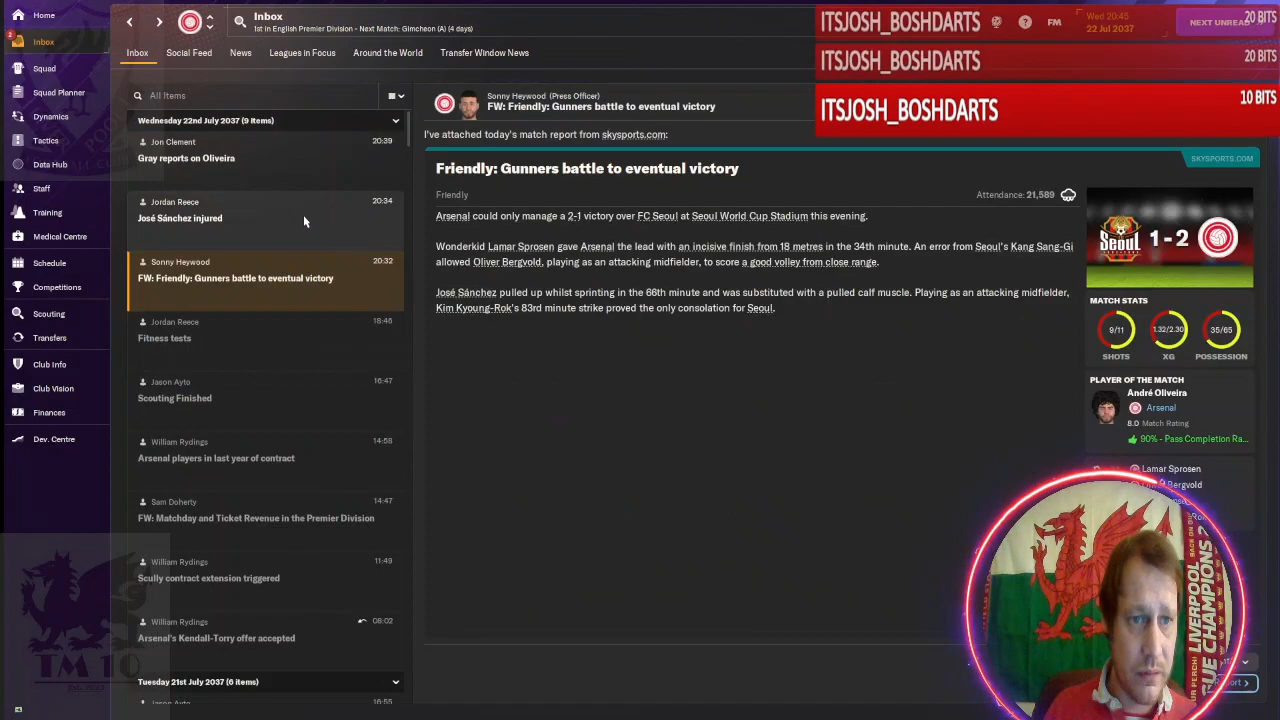 Home
Inbox
2
Squad
Squad Planner
Dynamics
Tactics
Data Hub
Staff
Training
Medical Centre
Schedule
Competitions
Scouting
Transfers
Club Info
Club Vision
Finances
Dev. Centre
TM 10
Inbox
1st in English Premier Division - Next Match: Gimcheon (A) (4 days)
FM
Wed 20:45
22 Jul 2037
NEXT UNREAD
Inbox
Social Feed
News
Leagues in Focus
Around the World
Transfer Window News
ITSJOSH_BOSHDARTS
20 BITS
ITSJOSH_BOSHDARTS
20 BITS
ITSJOSH_BOSHDARTS
10 BITS
All Items
Wednesday 22nd July 2037 (9 Items)
Jon Clement
20:39
Gray reports on Oliveira
Jordan Reece
20:34
José Sánchez injured
Sonny Heywood
20:32
FW: Friendly: Gunners battle to eventual victory
Jordan Reece
18:46
Fitness tests
Jason Ayto
16:47
Scouting Finished
William Rydings
14:58
Arsenal players in last year of contract
Sam Doherty
14:47
FW: Matchday and Ticket Revenue in the Premier Division
William Rydings
11:49
Scully contract extension triggered
William Rydings
08:02
Arsenal's Kendall-Torry offer accepted
Tuesday 21st July 2037 (6 Items)
Jason Ayto
16:55
Sonny Heywood (Press Officer)
FW: Friendly: Gunners battle to eventual victory
I've attached today's match report from skysports.com:
SKYSPORTS.COM
Friendly: Gunners battle to eventual victory
Friendly
Attendance: 21,589
Arsenal could only manage a 2-1 victory over FC Seoul at Seoul World Cup Stadium this evening.
Wonderkid Lamar Sprosen gave Arsenal the lead with an incisive finish from 18 metres in the 34th minute. An error from Seoul's Kang Sang-Gi
allowed Oliver Bergvold, playing as an attacking midfielder, to score a good volley from close range.
José Sánchez pulled up whilst sprinting in the 66th minute and was substituted with a pulled calf muscle. Playing as an attacking midfielder,
Kim Kyoung-Rok's 83rd minute strike proved the only consolation for Seoul.
Seoul
1 - 2
MATCH STATS
9/11
1.32/2.30
35/65
SHOTS
XG
POSSESSION
PLAYER OF THE MATCH
André Oliveira
Arsenal
8.0 Match Rating
90% - Pass Completion Ra...
Lamar Sprosen
Bergvold
LIVERPOOL